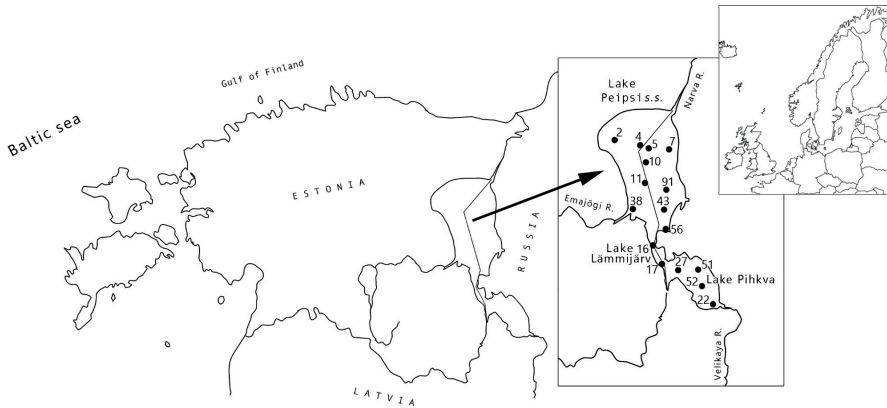 Baltic sea
Gulf of Finland
ESTONIA
RUSSIA
LATVIA
Lake
Peipsi s.s.
Narva R.
2
4
5
7
10
11
91
38
43
Emajõgi R.
56
Lake 16
Lämmijärv
17
27
51
52
Lake Pihkva
22
Velikaya R.